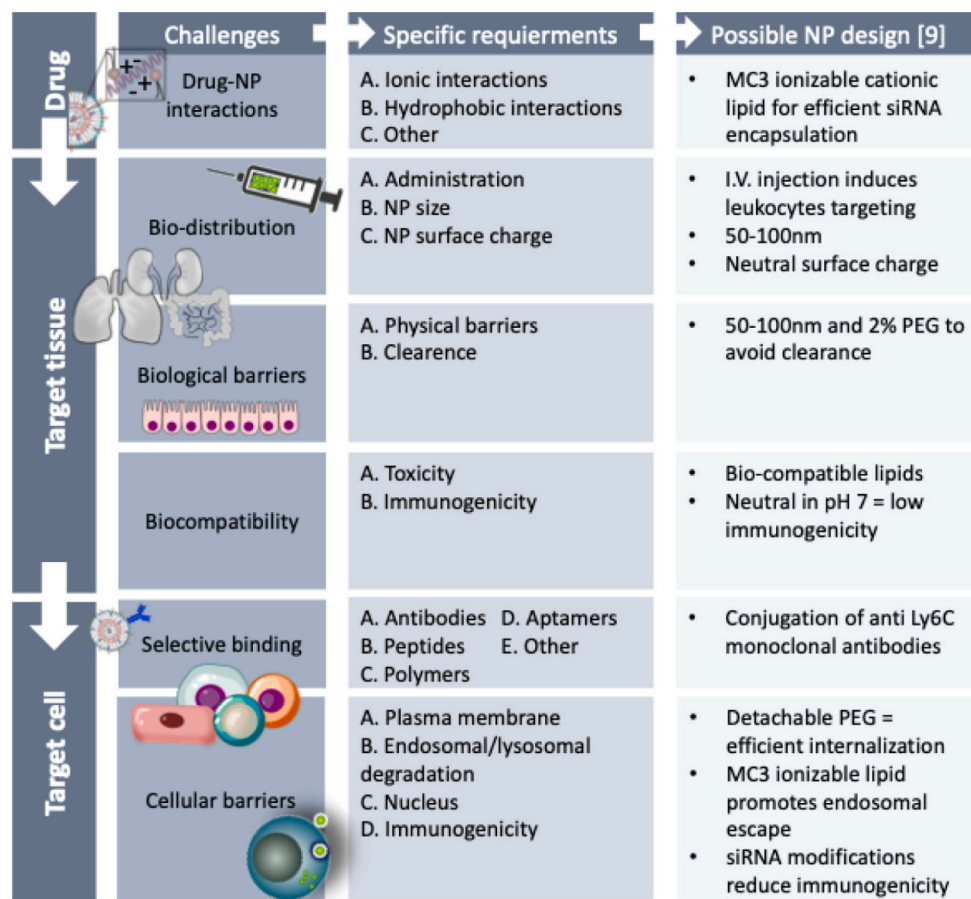 Challenges
Specific requierments
Possible NP design [9]
Drug
+-
-+
Drug-NP
interactions
A. Ionic interactions
B. Hydrophobic interactions
C. Other
• MC3 ionizable cationic
lipid for efficient siRNA
encapsulation
Target tissue
Bio-distribution
A. Administration
B. NP size
C. NP surface charge
• I.V. injection induces
leukocytes targeting
• 50-100nm
• Neutral surface charge
Biological barriers
A. Physical barriers
B. Clearence
• 50-100nm and 2% PEG to
avoid clearance
Biocompatibility
A. Toxicity
B. Immunogenicity
• Bio-compatible lipids
• Neutral in pH 7 = low
immunogenicity
Target cell
Selective binding
A. Antibodies D. Aptamers
B. Peptides E. Other
C. Polymers
• Conjugation of anti Ly6C
monoclonal antibodies
Cellular barriers
A. Plasma membrane
B. Endosomal/lysosomal
degradation
C. Nucleus
D. Immunogenicity
• Detachable PEG =
efficient internalization
• MC3 ionizable lipid
promotes endosomal
escape
• siRNA modifications
reduce immunogenicity